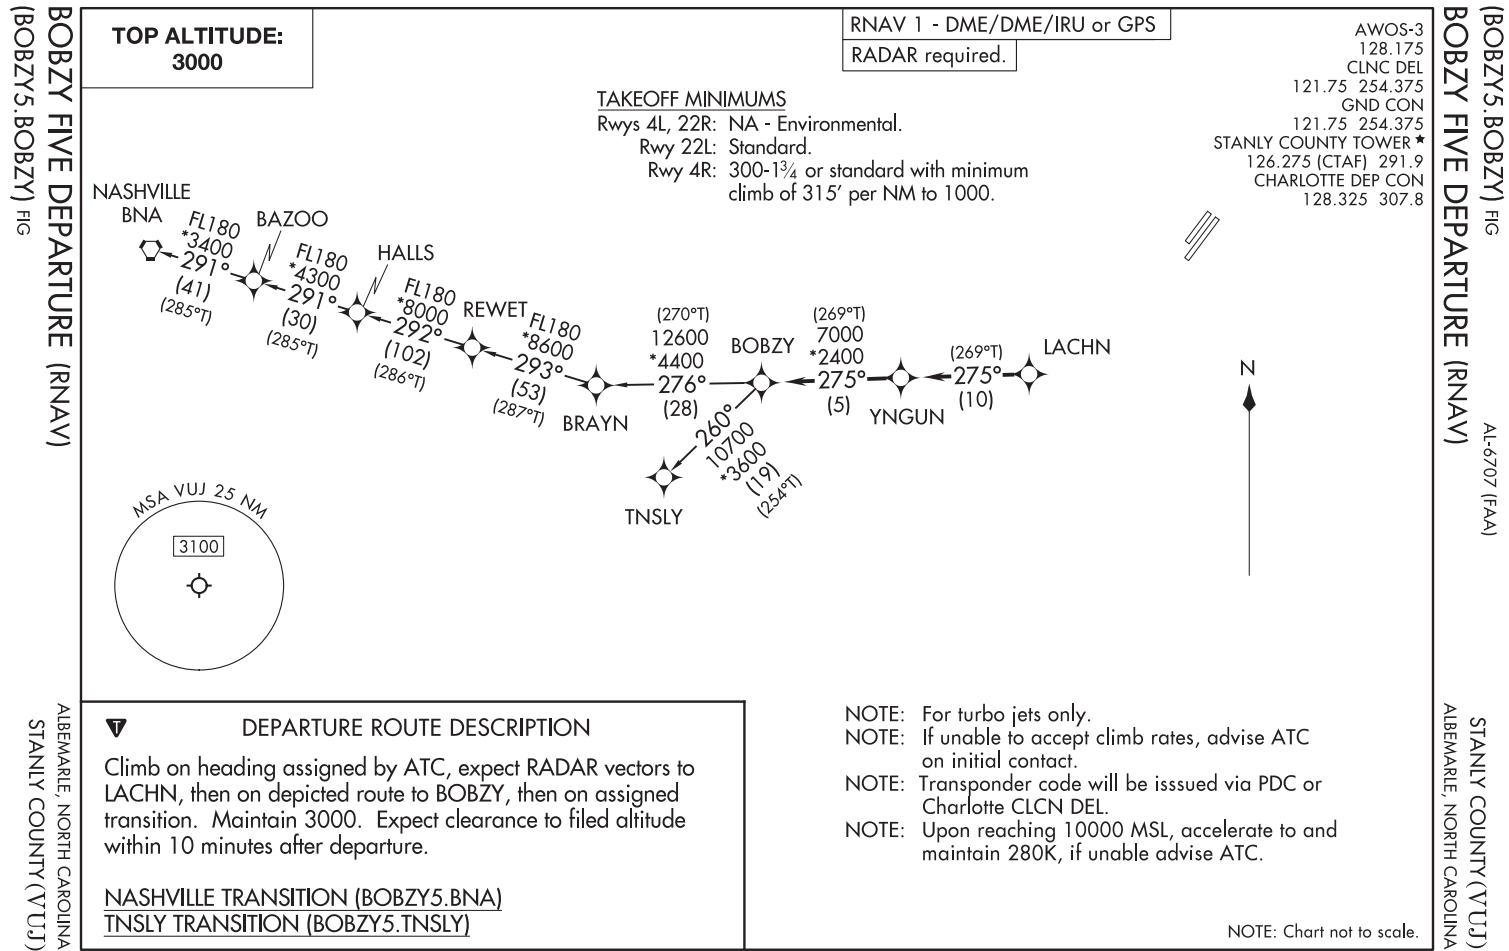 (BOBZY5.BOBZY) FIG
BOBZY FIVE DEPARTURE (RNAV)
ALBEMARLE, NORTH CAROLINA
STANLY COUNTY (VUJ)
TOP ALTITUDE:
3000
RNAV 1 - DME/DME/IRU or GPS
RADAR required.
AWOS-3
128.175
CLNC DEL
121.75 254.375
GND CON
121.75 254.375
STANLY COUNTY TOWER ★
126.275 (CTAF) 291.9
CHARLOTTE DEP CON
128.325 307.8
TAKEOFF MINIMUMS
Rwys 4L, 22R: NA - Environmental.
Rwy 22L: Standard.
Rwy 4R: 300-1¾ or standard with minimum
climb of 315' per NM to 1000.
NASHVILLE
BNA
FL180
*3400
291°
(41)
(285°T)
BAZOO
FL180
*4300
291°
(30)
(285°T)
HALLS
FL180
*8000
292°
(102)
(286°T)
REWET
FL180
*8600
293°
(53)
(287°T)
BRAYN
(270°T)
12600
*4400
276°
(28)
BOBZY
(269°T)
7000
*2400
275°
(5)
YNGUN
(269°T)
275°
(10)
LACHN
260°
10700
*3600
(19)
(254°T)
TNSLY
N
MSA VUJ 25 NM
3100
T
DEPARTURE ROUTE DESCRIPTION
Climb on heading assigned by ATC, expect RADAR vectors to
LACHN, then on depicted route to BOBZY, then on assigned
transition. Maintain 3000. Expect clearance to filed altitude
within 10 minutes after departure.
NASHVILLE TRANSITION (BOBZY5.BNA)
TNSLY TRANSITION (BOBZY5.TNSLY)
NOTE: For turbo jets only.
NOTE: If unable to accept climb rates, advise ATC
on initial contact.
NOTE: Transponder code will be isssued via PDC or
Charlotte CLCN DEL.
NOTE: Upon reaching 10000 MSL, accelerate to and
maintain 280K, if unable advise ATC.
NOTE: Chart not to scale.
(BOBZY5.BOBZY) FIG
BOBZY FIVE DEPARTURE (RNAV)
AL-6707 (FAA)
STANLY COUNTY (VUJ)
ALBEMARLE, NORTH CAROLINA